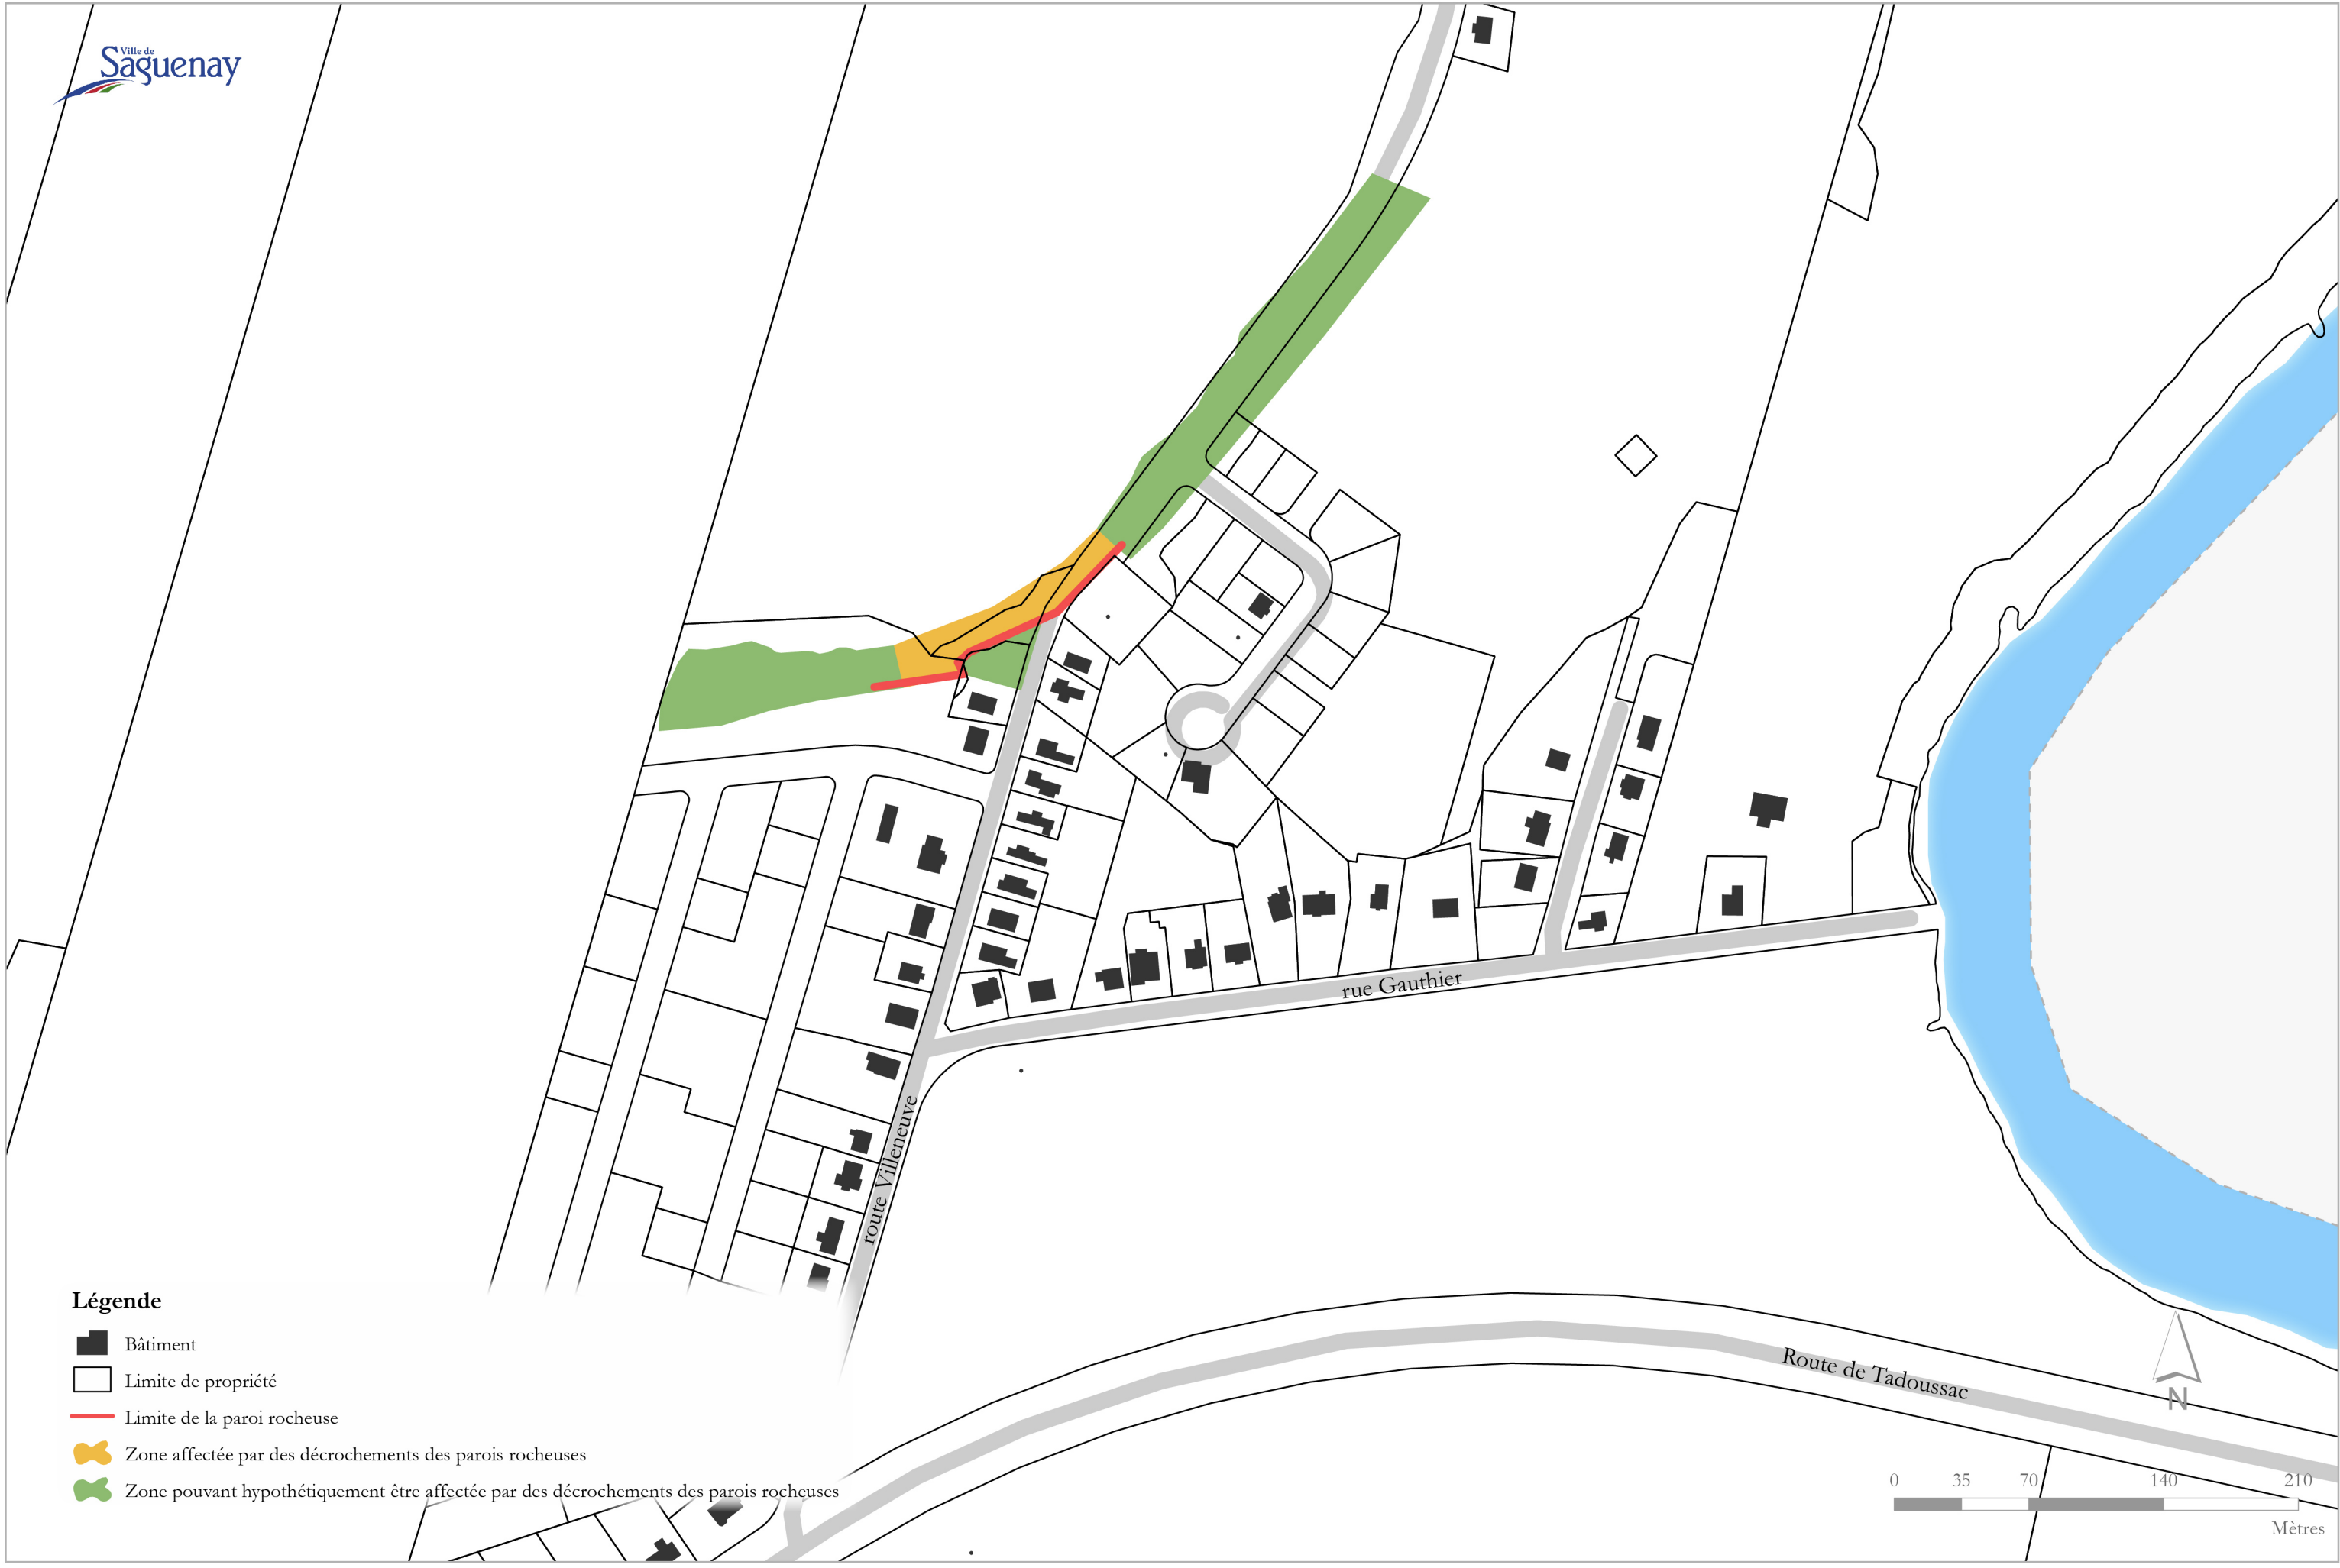 Ville de
Saguenay
rue Gauthier
route Villeneuve
Route de Tadoussac
N
Légende
Bâtiment
Limite de propriété
Limite de la paroi rocheuse
Zone affectée par des décrochements des parois rocheuses
Zone pouvant hypothétiquement être affectée par des décrochements des parois rocheuses
0 35 70 140 210
Mètres